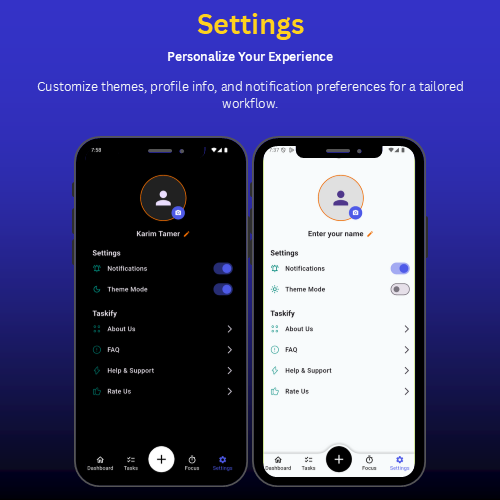 Settings
Personalize Your Experience
Customize themes, profile info, and notification preferences for a tailored
workflow.
7:58
Karim Tamer
Settings
Notifications
Theme Mode
Taskify
About Us
FAQ
Help & Support
Rate Us
Dashboard
Tasks
Focus
Settings
7:37
Enter your name
Settings
Notifications
Theme Mode
Taskify
About Us
FAQ
Help & Support
Rate Us
Dashboard
Tasks
Focus
Settings